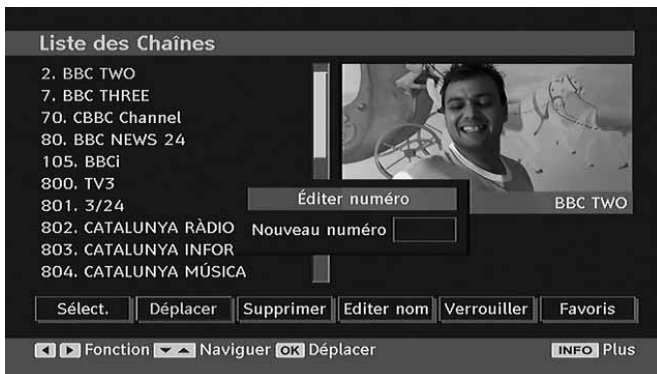 Liste des Chaînes
2. BBC TWO
7. BBC THREE
70. CBBC Channel
80. BBC NEWS 24
105. BBCi
800. TV3
801. 3/24
802. CATALUNYA RÀDIO
803. CATALUNYA INFOR
804. CATALUNYA MÚSICA
BBC TWO
Éditer numéro
Nouveau numéro
Sélect. Déplacer Supprimer Editer nom Verrouiller Favoris
Fonction Naviguer OK Déplacer INFO Plus